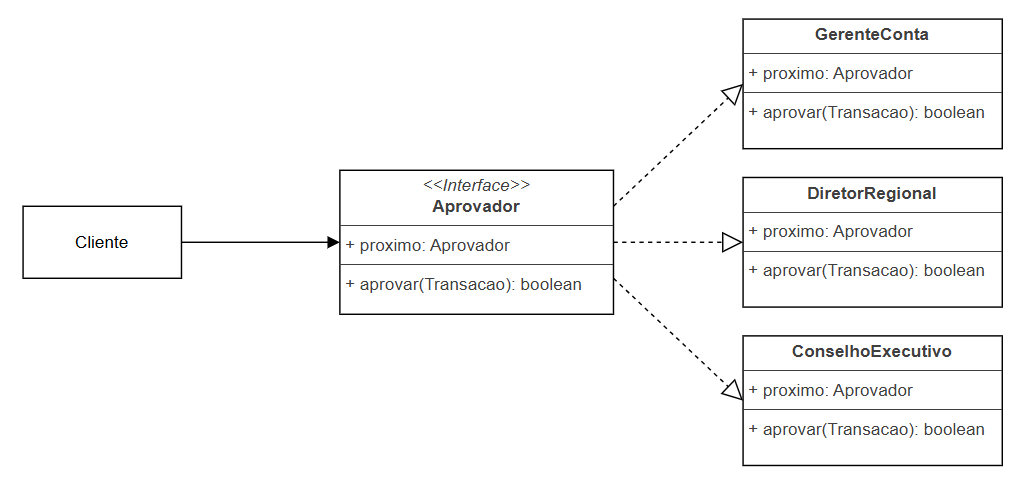 Cliente
<<Interface>>
Aprovador
+ proximo: Aprovador
+ aprovar(Transacao): boolean
GerenteConta
+ proximo: Aprovador
+ aprovar(Transacao): boolean
DiretorRegional
+ proximo: Aprovador
+ aprovar(Transacao): boolean
ConselhoExecutivo
+ proximo: Aprovador
+ aprovar(Transacao): boolean